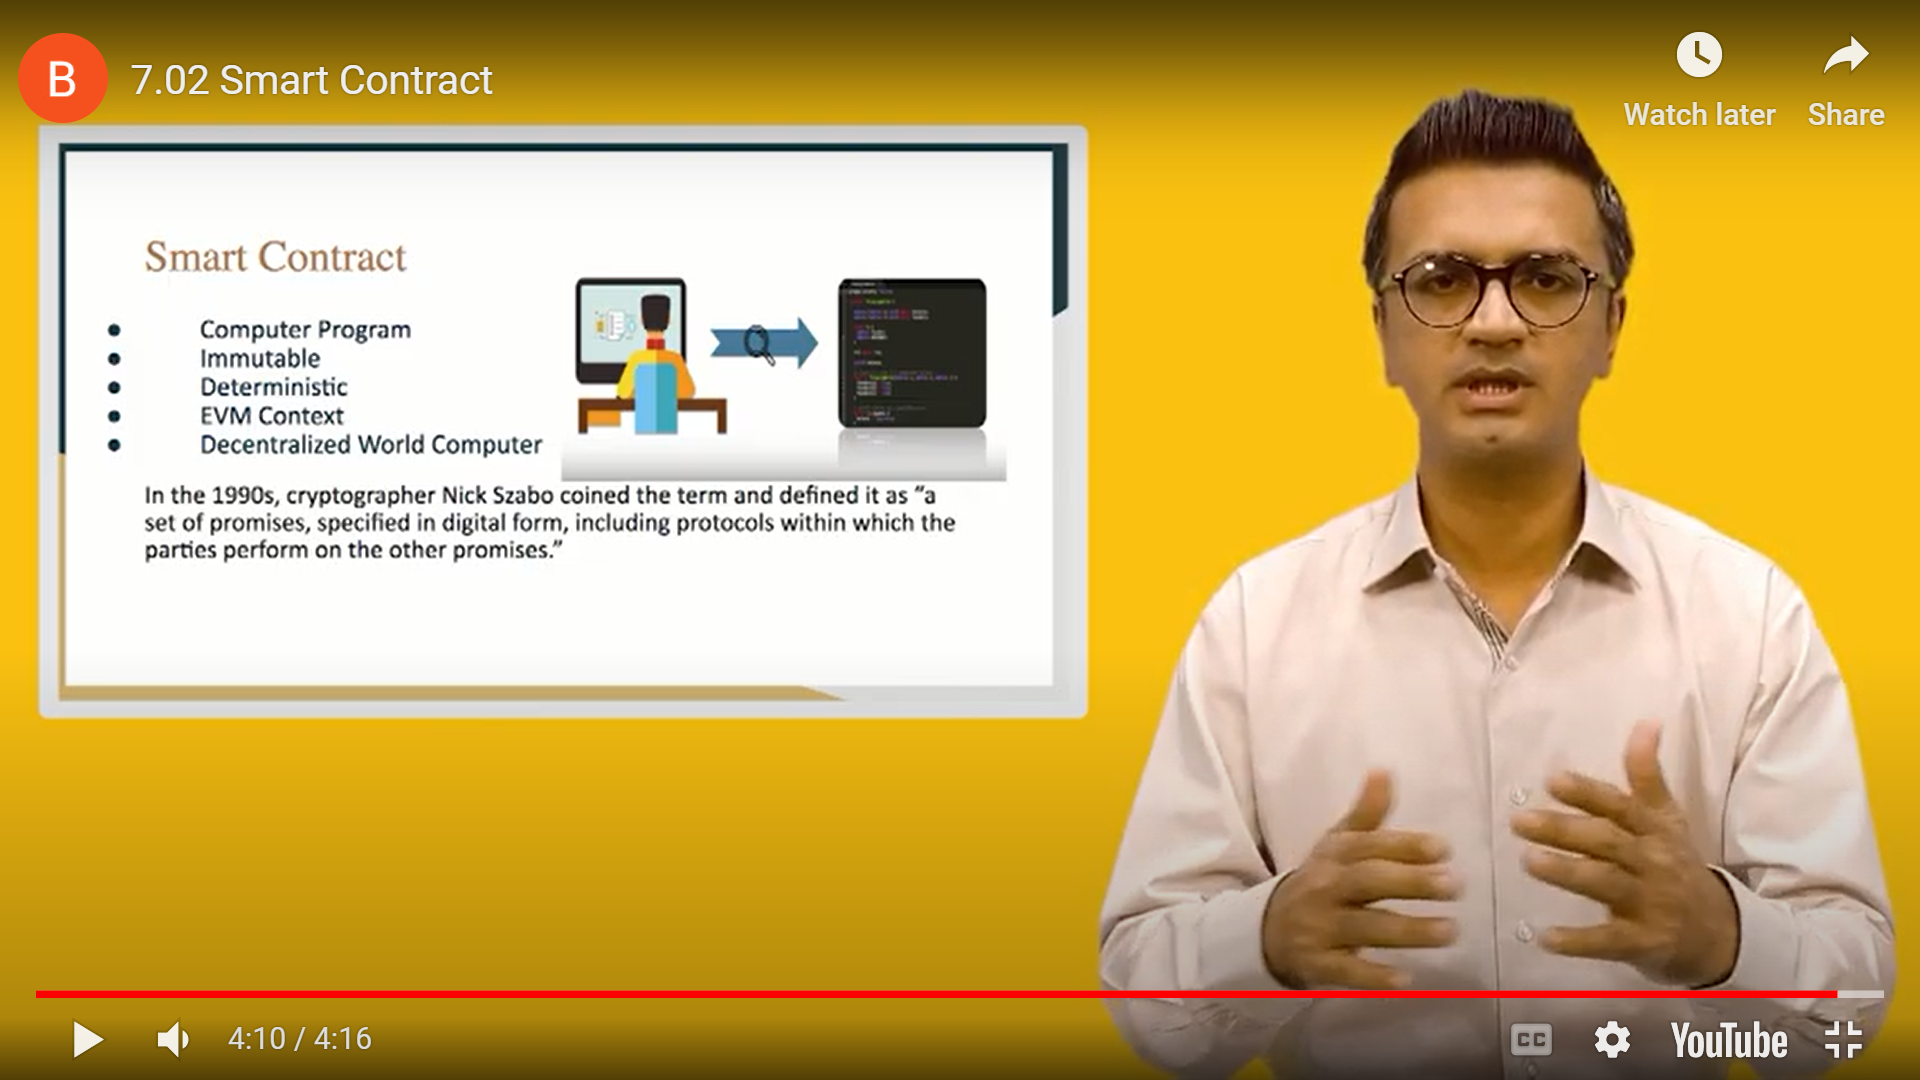 B
7.02 Smart Contract
Watch later
Share
Smart Contract
Computer Program
Immutable
Deterministic
EVM Context
Decentralized World Computer
In the 1990s, cryptographer Nick Szabo coined the term and defined it as “a
set of promises, specified in digital form, including protocols within which the
parties perform on the other promises.”
4:10 / 4:16
CC
YouTube